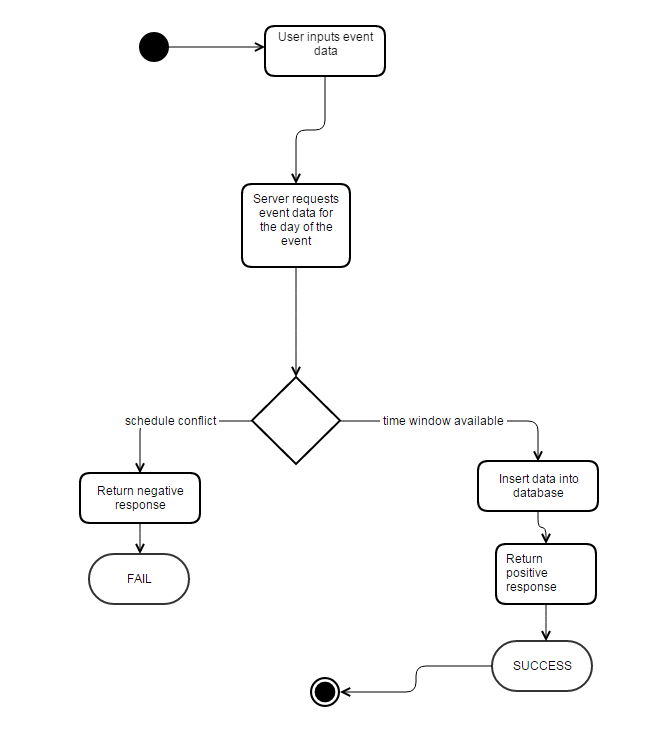 User inputs event
data
Server requests
event data for
the day of the
event
schedule conflict
time window available
Return negative
response
Insert data into
database
FAIL
Return
positive
response
SUCCESS